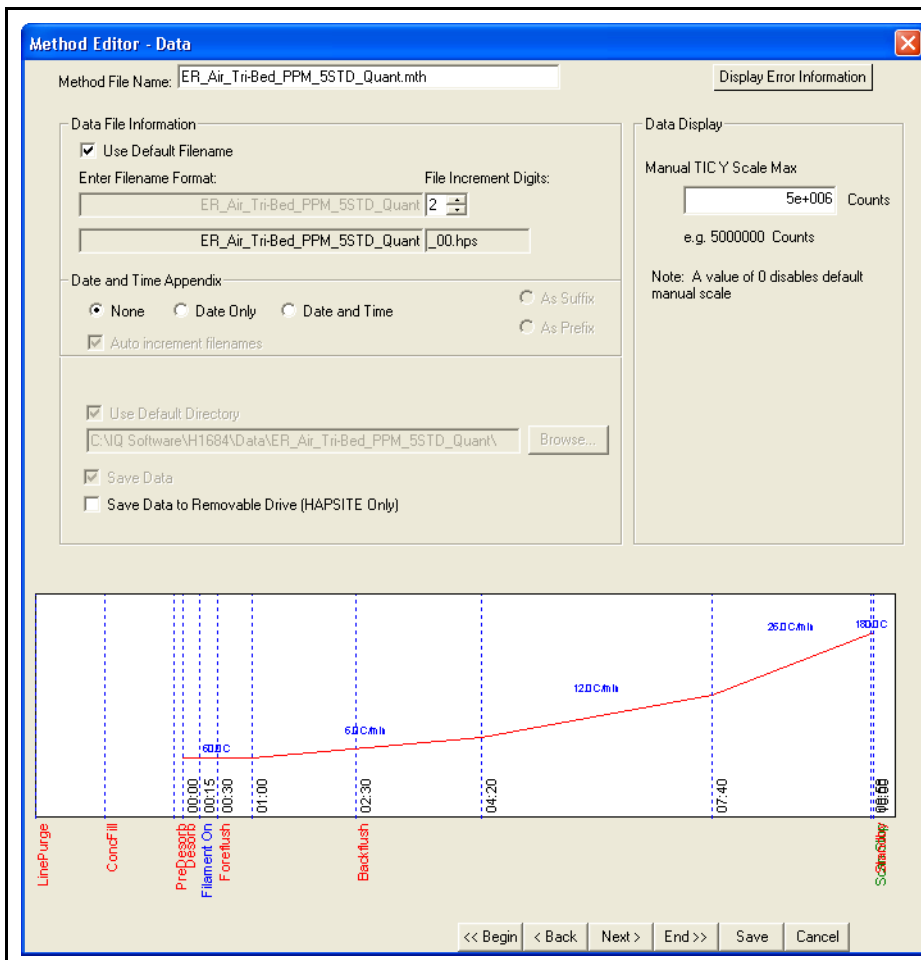 Method Editor - Data
Method File Name: ER_Air_Tri-Bed_PPM_5STD_Quant.mth
Display Error Information
Data File Information
Use Default Filename
Enter Filename Format: File Increment Digits:
ER_Air_Tri-Bed_PPM_5STD_Quant 2
ER_Air_Tri-Bed_PPM_5STD_Quant _00.hps
Date and Time Appendix
None Date Only Date and Time
As Suffix
As Prefix
Auto increment filenames
Use Default Directory
C:\IQ Software\H1684\Data\ER_Air_Tri-Bed_PPM_5STD_Quant\ Browse...
Save Data
Save Data to Removable Drive (HAPSITE Only)
Data Display
Manual TIC Y Scale Max
5e+006 Counts
e.g. 5000000 Counts
Note: A value of 0 disables default
manual scale
60.0 C
6.0 C/min
12.0 C/min
26.0 C/min
180.0 C
00:00
00:15
00:30
01:00
02:30
04:20
07:40
LinePurge
ConcFill
PreDesorb
Desorb
Filament On
Foreflush
Backflush
<< Begin < Back Next > End >> Save Cancel